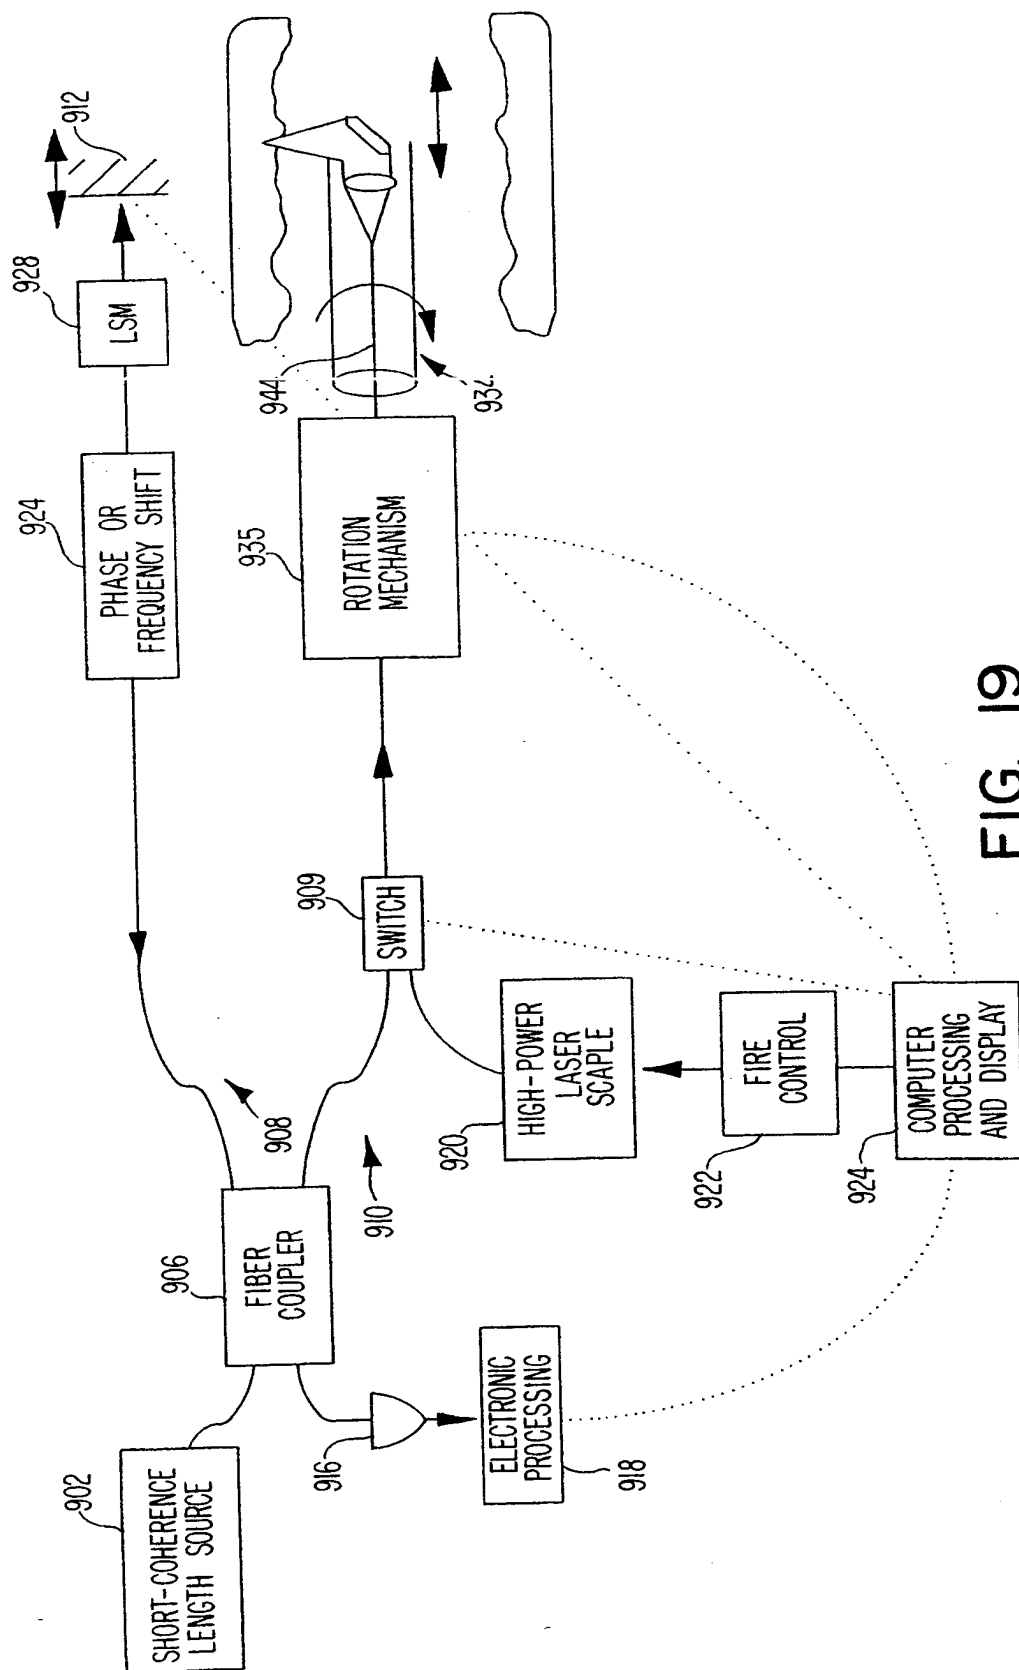 912
928
LSM
924
PHASE OR
FREQUENCY SHIFT
944
934
935
ROTATION
MECHANISM
908
909
SWITCH
910
906
FIBER
COUPLER
920
HIGH-POWER
LASER
SCAPLE
922
FIRE
CONTROL
924
COMPUTER
PROCESSING
AND DISPLAY
902
SHORT-COHERENCE
LENGTH SOURCE
916
ELECTRONIC
PROCESSING
918
FIG. 19